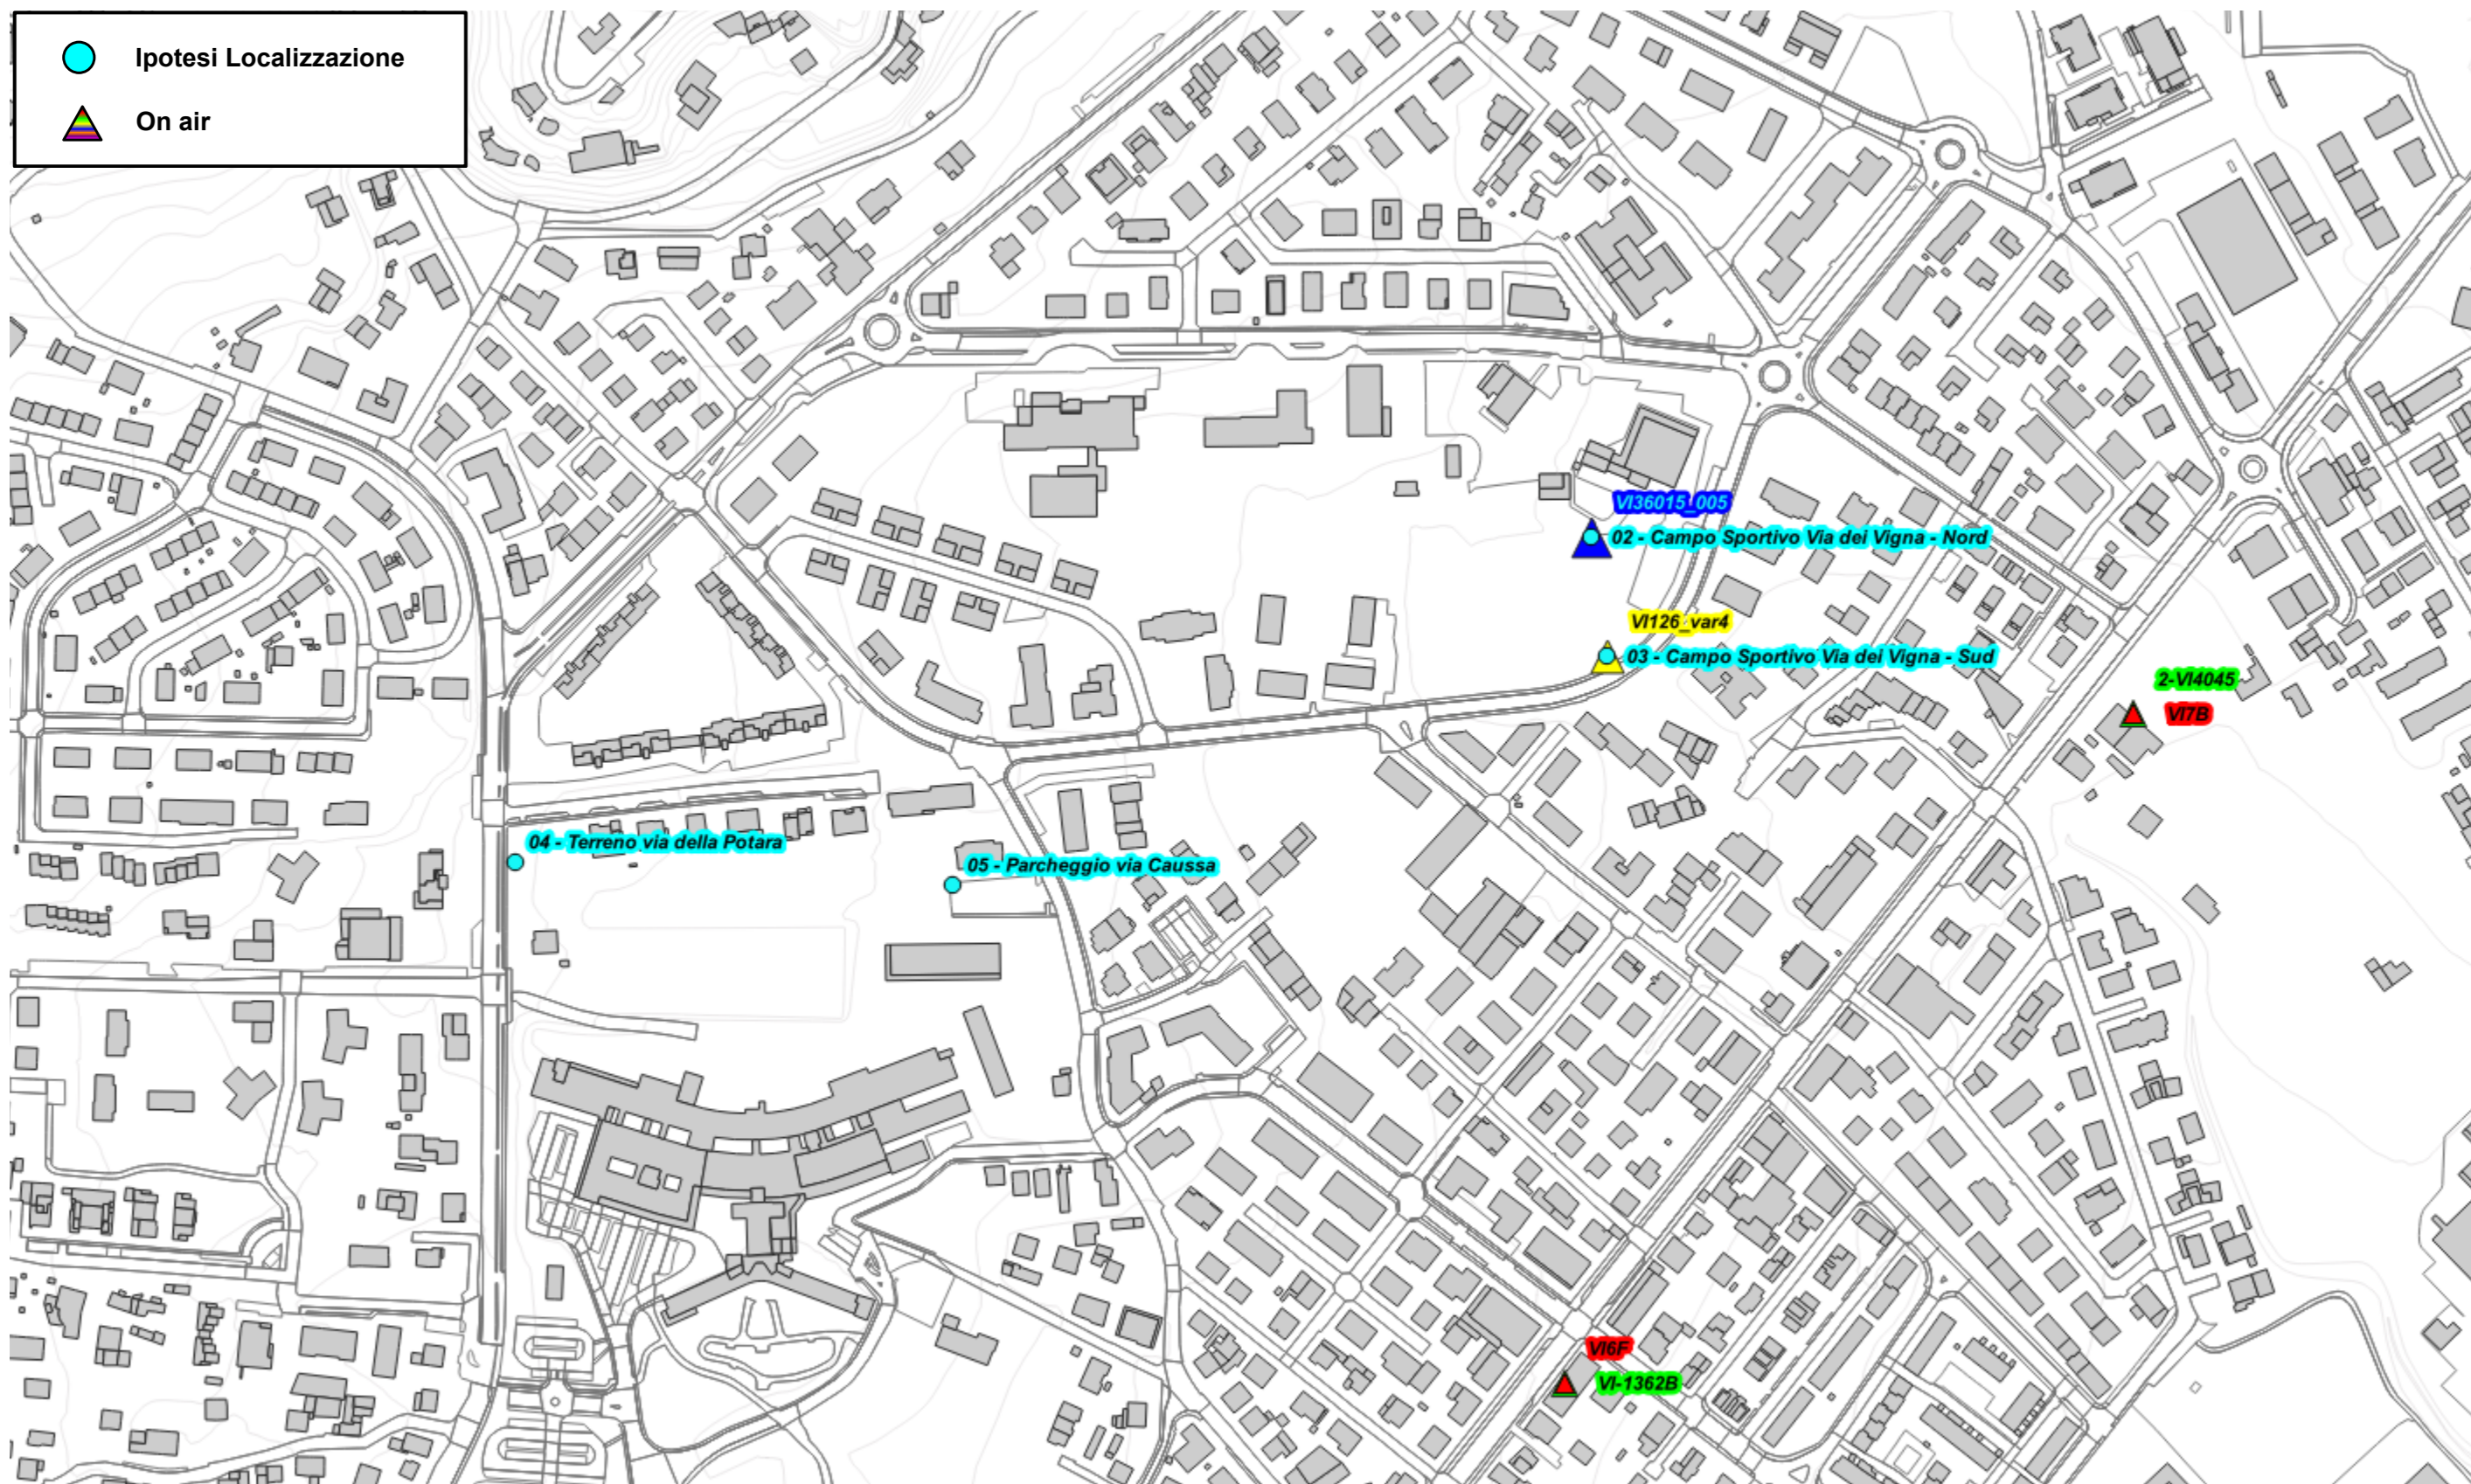 Ipotesi Localizzazione
On air
VI36015_005
02 - Campo Sportivo Via dei Vigna - Nord
VI126_var4
03 - Campo Sportivo Via dei Vigna - Sud
2-VI4045
VI7B
04 - Terreno via della Potara
05 - Parcheggio via Caussa
VI6F
VI-1362B